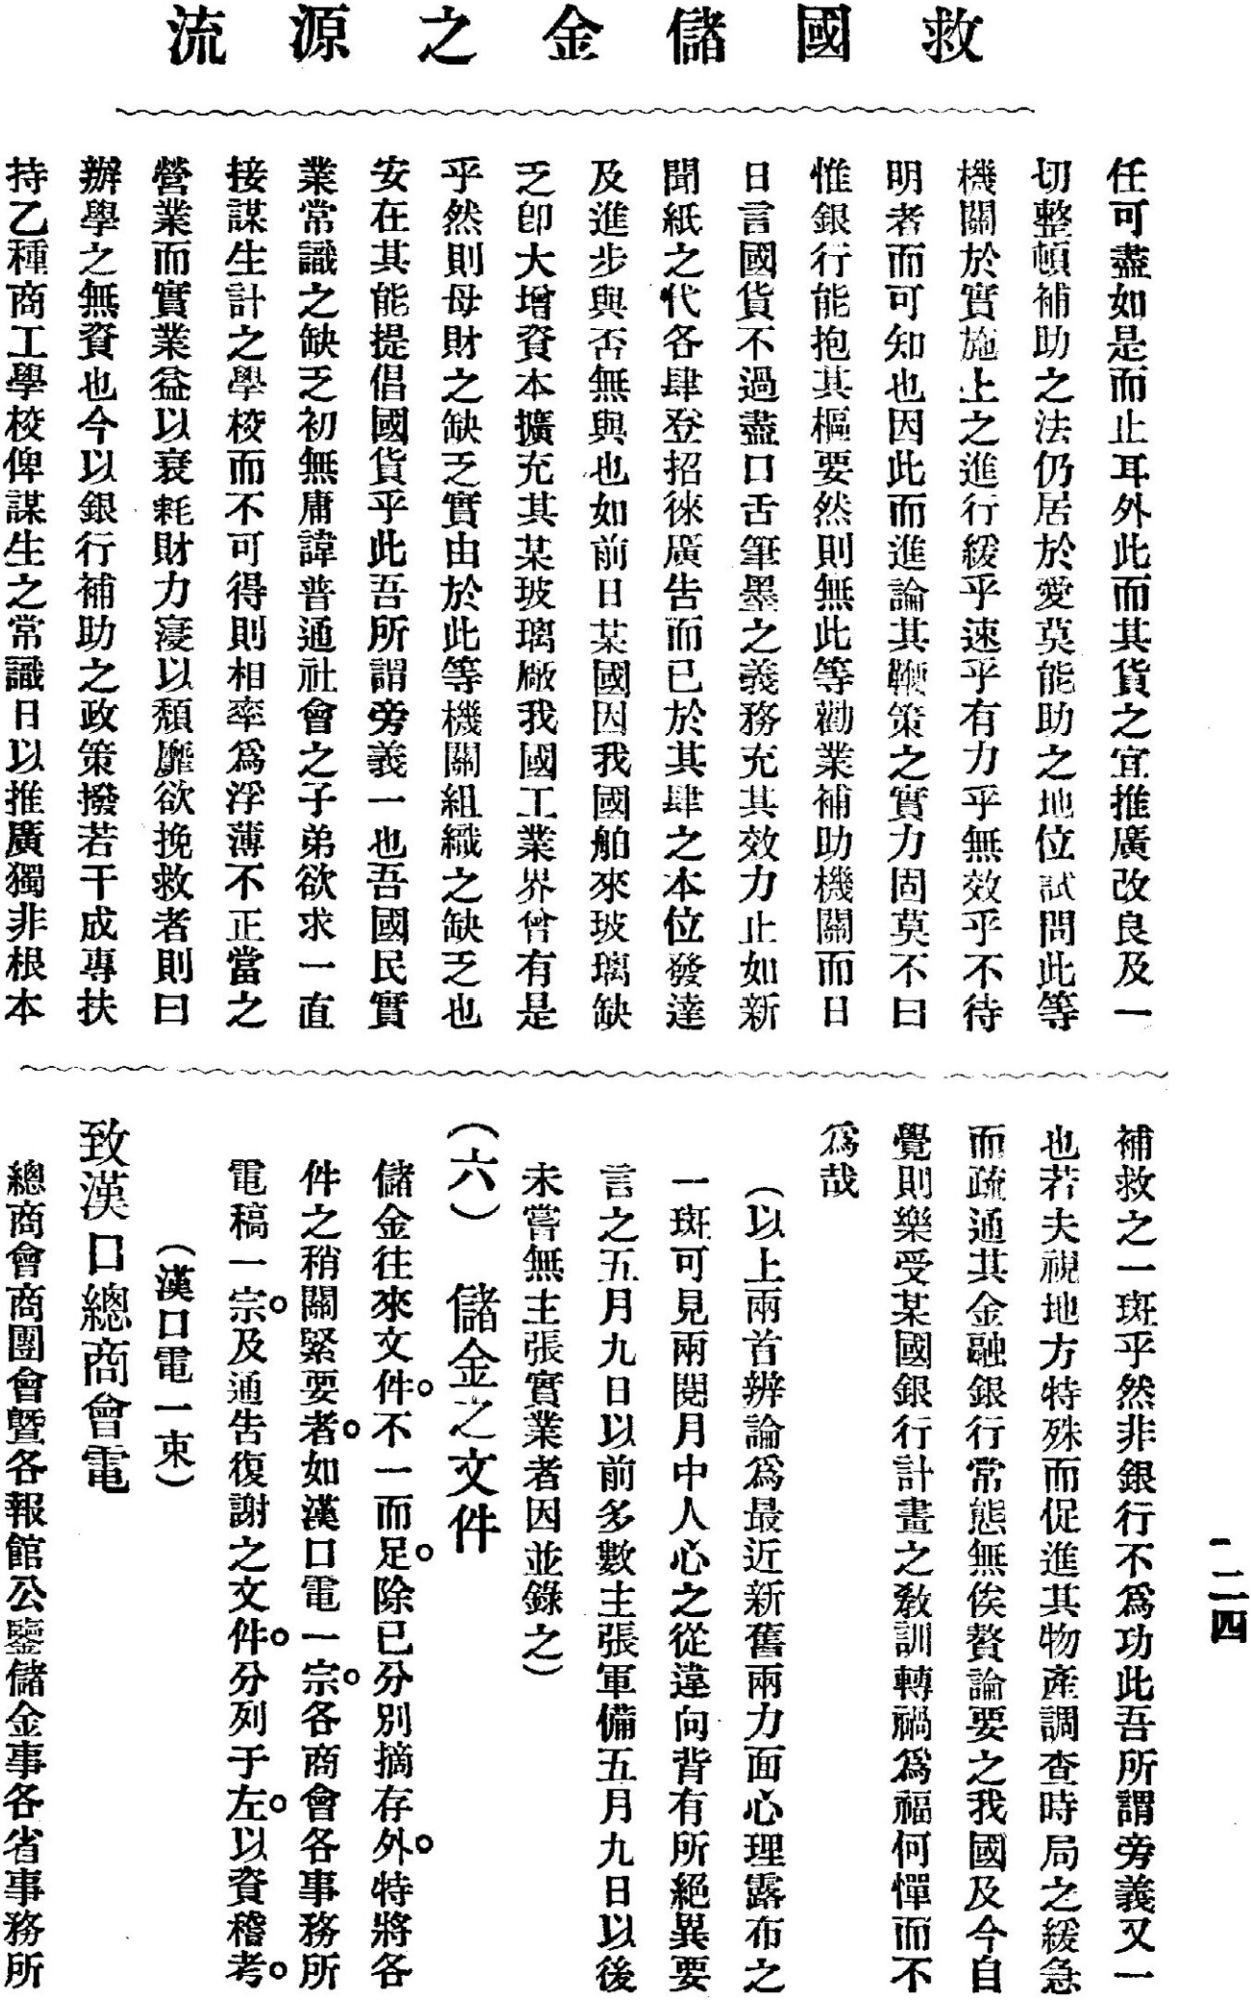 救國儲金之源流
任可盡如是而止耳外此而其貨之宜推廣改良及一
切整頓補助之法仍居於愛莫能助之地位試問此等
機關於實施上之進行緩乎速乎有力乎無效乎不待
明者而可知也因此而進論其鞭策之實力固莫不曰
惟銀行能抱其樞要然則無此等勸業補助機關而日
日言國貨不過盡口舌筆墨之義務充其效力止如新
聞紙之代各肆登招徠廣告而已於其肆之本位發達
及進步與否無與也如前日某國因我國舶來玻璃缺
乏卽大增資本擴充其某玻璃廠我國工業界曾有是
乎然則母財之缺乏實由於此等機關組織之缺乏也
安在其能提倡國貨乎此吾所謂旁義一也吾國民實
業常識之缺乏初無庸諱普通社會之子弟欲求一直
接謀生計之學校而不可得則相率爲浮薄不正當之
營業而實業益以衰耗財力寖以頹靡欲挽救者則曰
辦學之無資也今以銀行補助之政策撥若干成專扶
持乙種商工學校俾謀生之常識日以推廣獨非根本
補救之一斑乎然非銀行不爲功此吾所謂旁義又一
也若夫視地方特殊而促進其物產調查時局之緩急
而疏通其金融銀行常態無俟贅論要之我國及今自
覺則樂受某國銀行計畫之敎訓轉禍爲福何憚而不
爲哉
（以上兩首辨論爲最近新舊兩力面心理露布之
一斑可見兩閱月中人心之從違向背有所絕異要
言之五月九日以前多數主張軍備五月九日以後
未嘗無主張實業者因並錄之）
（六）　儲金之文件
儲金往來文件。不一而足。除已分別摘存外。特將各
件之稍關緊要者。如漢口電一宗。各商會各事務所
電稿一宗。及通告復謝之文件。分列于左。以資稽考。
（漢口電一束）
致漢口總商會電
總商會商團會曁各報館公鑒儲金事各省事務所
一二四